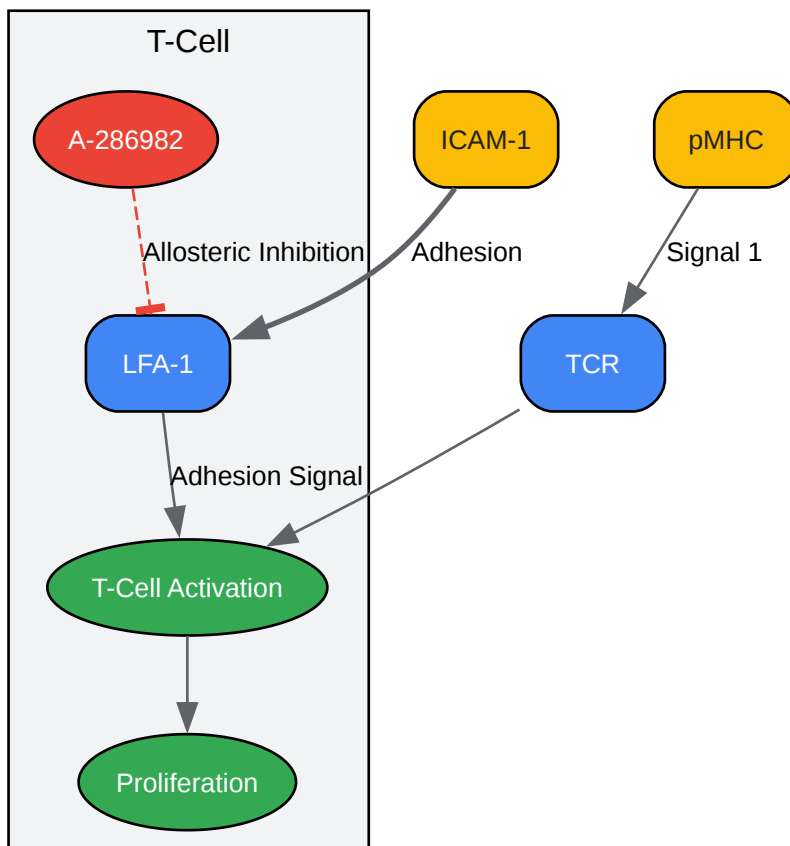 T-Cell
A-286982
ICAM-1
pMHC
Allosteric Inhibition
Adhesion
Signal 1
LFA-1
TCR
Adhesion Signal
T-Cell Activation
Proliferation